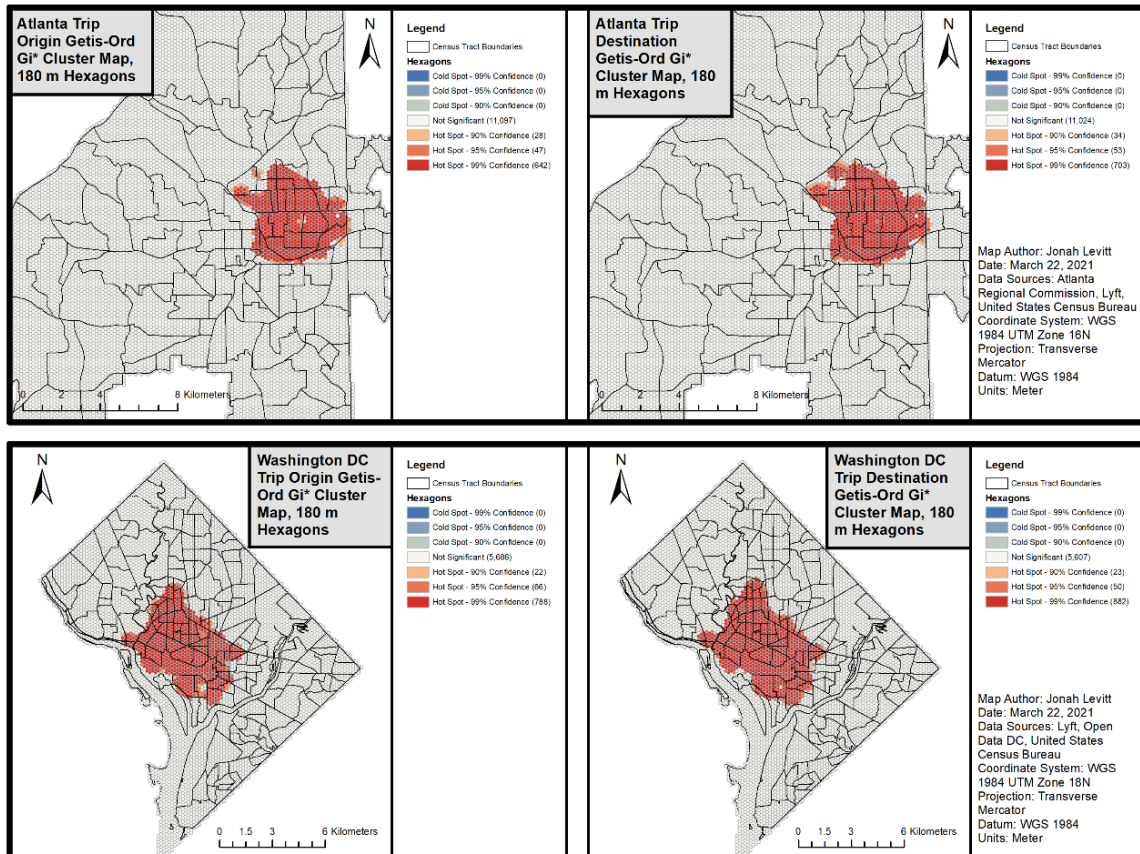 Atlanta Trip
Origin Getis-Ord
Gi* Cluster Map,
180 m Hexagons
N
0 2 4 8 Kilometers
Legend
Census Tract Boundaries
Hexagons
Cold Spot - 99% Confidence (0)
Cold Spot - 95% Confidence (0)
Cold Spot - 90% Confidence (0)
Not Significant (11,097)
Hot Spot - 90% Confidence (28)
Hot Spot - 95% Confidence (47)
Hot Spot - 99% Confidence (642)
Atlanta Trip
Destination
Getis-Ord Gi*
Cluster Map, 180
m Hexagons
N
0 2 4 8 Kilometers
Legend
Census Tract Boundaries
Hexagons
Cold Spot - 99% Confidence (0)
Cold Spot - 95% Confidence (0)
Cold Spot - 90% Confidence (0)
Not Significant (11,024)
Hot Spot - 90% Confidence (34)
Hot Spot - 95% Confidence (53)
Hot Spot - 99% Confidence (703)
Map Author: Jonah Levitt
Date: March 22, 2021
Data Sources: Atlanta
Regional Commission, Lyft,
United States Census Bureau
Coordinate System: WGS
1984 UTM Zone 16N
Projection: Transverse
Mercator
Datum: WGS 1984
Units: Meter
N
Washington DC
Trip Origin Getis-
Ord Gi* Cluster
Map, 180 m
Hexagons
0 1.5 3 6 Kilometers
Legend
Census Tract Boundaries
Hexagons
Cold Spot - 99% Confidence (0)
Cold Spot - 95% Confidence (0)
Cold Spot - 90% Confidence (0)
Not Significant (5,686)
Hot Spot - 90% Confidence (22)
Hot Spot - 95% Confidence (66)
Hot Spot - 99% Confidence (788)
N
Washington DC
Trip Destination
Getis-Ord Gi*
Cluster Map, 180
m Hexagons
0 1.5 3 6 Kilometers
Legend
Census Tract Boundaries
Hexagons
Cold Spot - 99% Confidence (0)
Cold Spot - 95% Confidence (0)
Cold Spot - 90% Confidence (0)
Not Significant (5,607)
Hot Spot - 90% Confidence (23)
Hot Spot - 95% Confidence (50)
Hot Spot - 99% Confidence (882)
Map Author: Jonah Levitt
Date: March 22, 2021
Data Sources: Lyft, Open
Data DC, United States
Census Bureau
Coordinate System: WGS
1984 UTM Zone 18N
Projection: Transverse
Mercator
Datum: WGS 1984
Units: Meter